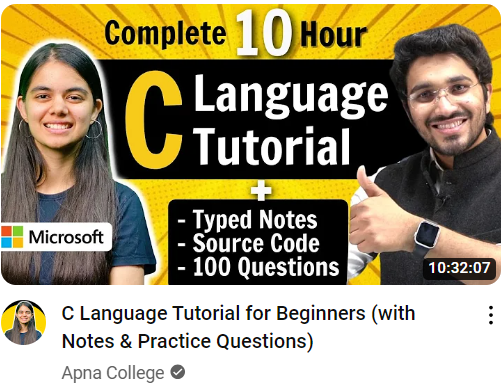 Complete 10 Hour
C Language
Tutorial
+
- Typed Notes
- Source Code
- 100 Questions
Microsoft
10:32:07
C Language Tutorial for Beginners (with
Notes & Practice Questions)
Apna College